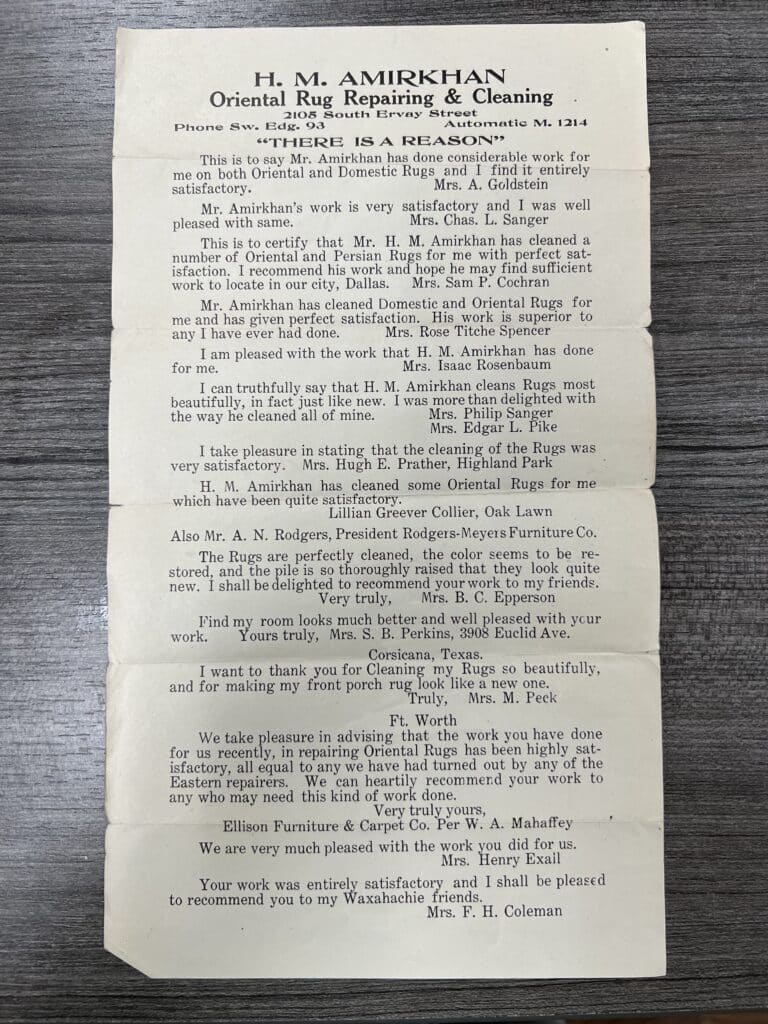 H. M. AMIRKHAN
Oriental Rug Repairing & Cleaning
2105 South Ervay Street
Phone Sw. Edg. 93 Automatic M. 1214
"THERE IS A REASON"
This is to say Mr. Amirkhan has done considerable work for
me on both Oriental and Domestic Rugs and I find it entirely
satisfactory. Mrs. A. Goldstein
Mr. Amirkhan's work is very satisfactory and I was well
pleased with same. Mrs. Chas. L. Sanger
This is to certify that Mr. H. M. Amirkhan has cleaned a
number of Oriental and Persian Rugs for me with perfect sat-
isfaction. I recommend his work and hope he may find sufficient
work to locate in our city, Dallas. Mrs. Sam P. Cochran
Mr. Amirkhan has cleaned Domestic and Oriental Rugs for
me and has given perfect satisfaction. His work is superior to
any I have ever had done. Mrs. Rose Titche Spencer
I am pleased with the work that H. M. Amirkhan has done
for me. Mrs. Isaac Rosenbaum
I can truthfully say that H. M. Amirkhan cleans Rugs most
beautifully, in fact just like new. I was more than delighted with
the way he cleaned all of mine. Mrs. Philip Sanger
Mrs. Edgar L. Pike
I take pleasure in stating that the cleaning of the Rugs was
very satisfactory. Mrs. Hugh E. Prather, Highland Park
H. M. Amirkhan has cleaned some Oriental Rugs for me
which have been quite satisfactory.
Lillian Greever Collier, Oak Lawn
Also Mr. A. N. Rodgers, President Rodgers-Meyers Furniture Co.
The Rugs are perfectly cleaned, the color seems to be re-
stored, and the pile is so thoroughly raised that they look quite
new. I shall be delighted to recommend your work to my friends.
Very truly, Mrs. B. C. Epperson
Find my room looks much better and well pleased with your
work. Yours truly, Mrs. S. B. Perkins, 3908 Euclid Ave.
Corsicana, Texas.
I want to thank you for Cleaning my Rugs so beautifully,
and for making my front porch rug look like a new one.
Truly, Mrs. M. Peck
Ft. Worth
We take pleasure in advising that the work you have done
for us recently, in repairing Oriental Rugs has been highly sat-
isfactory, all equal to any we have had turned out by any of the
Eastern repairers. We can heartily recommend your work to
any who may need this kind of work done.
Very truly yours,
Ellison Furniture & Carpet Co. Per W. A. Mahaffey
We are very much pleased with the work you did for us.
Mrs. Henry Exall
Your work was entirely satisfactory and I shall be pleased
to recommend you to my Waxahachie friends.
Mrs. F. H. Coleman